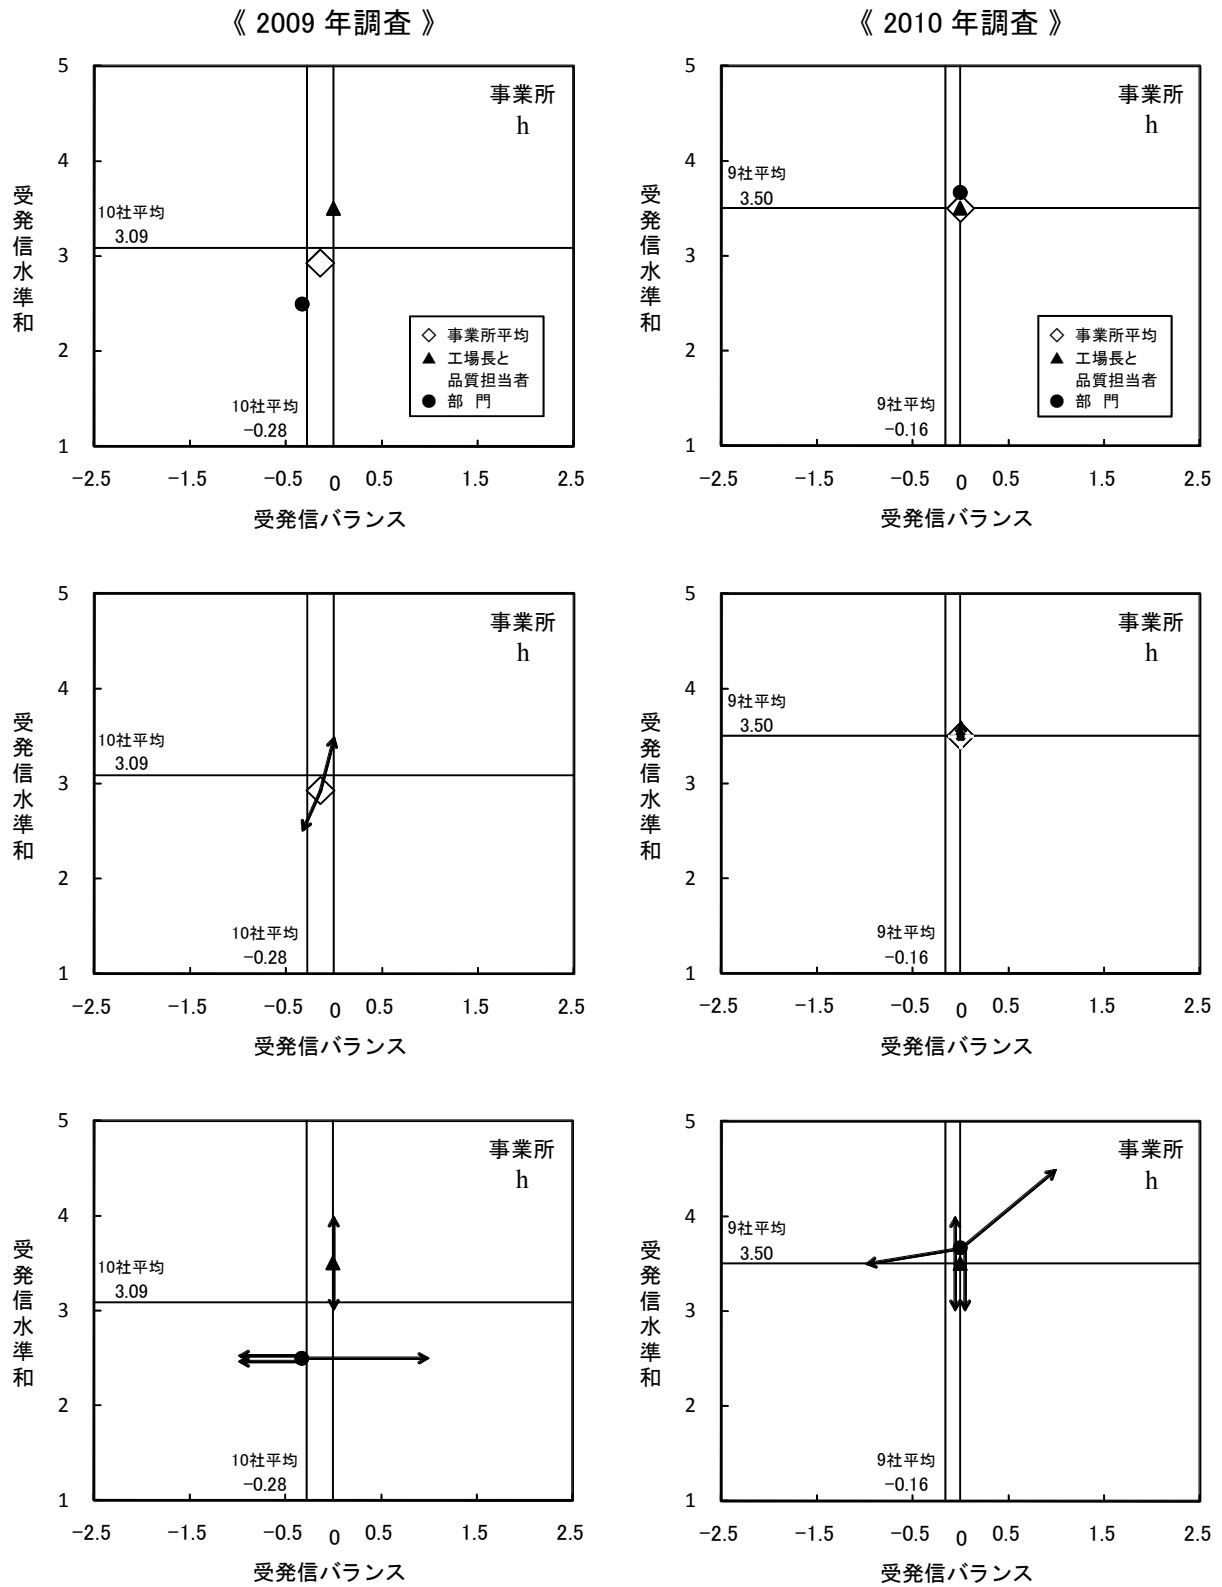 《 2009 年調査 》
5
4
3
2
1
受発信水準和
事業所
h
10社平均
3.09
◇ 事業所平均
▲ 工場長と
品質担当者
● 部　門
10社平均
−0.28
−2.5 −1.5 −0.5 0 0.5 1.5 2.5
受発信バランス
《 2010 年調査 》
5
4
3
2
1
受発信水準和
事業所
h
9社平均
3.50
◇ 事業所平均
▲ 工場長と
品質担当者
● 部　門
9社平均
−0.16
−2.5 −1.5 −0.5 0 0.5 1.5 2.5
受発信バランス
5
4
3
2
1
受発信水準和
事業所
h
10社平均
3.09
10社平均
−0.28
−2.5 −1.5 −0.5 0 0.5 1.5 2.5
受発信バランス
5
4
3
2
1
受発信水準和
事業所
h
9社平均
3.50
9社平均
−0.16
−2.5 −1.5 −0.5 0 0.5 1.5 2.5
受発信バランス
5
4
3
2
1
受発信水準和
事業所
h
10社平均
3.09
10社平均
−0.28
−2.5 −1.5 −0.5 0 0.5 1.5 2.5
受発信バランス
5
4
3
2
1
受発信水準和
事業所
h
9社平均
3.50
9社平均
−0.16
−2.5 −1.5 −0.5 0 0.5 1.5 2.5
受発信バランス